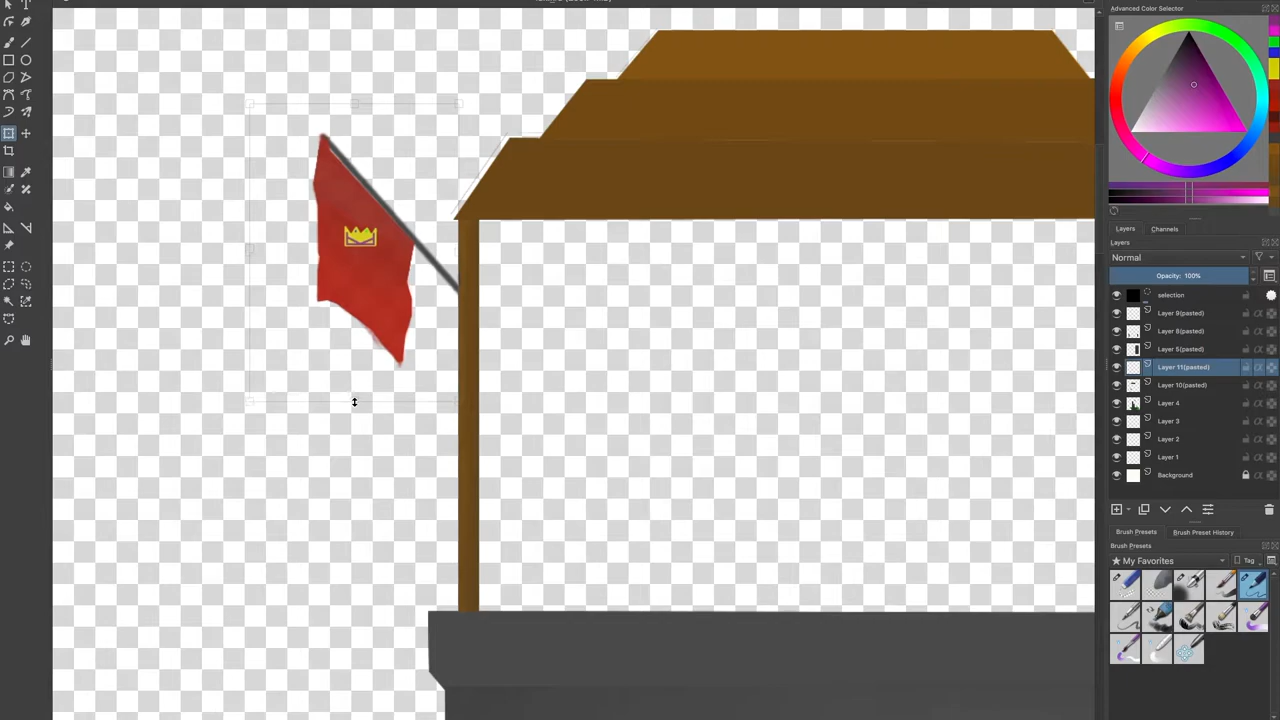 Advanced Color Selector
Layers
Channels
Layers
Normal
Opacity: 100%
selection
Layer 9(pasted)
Layer 8(pasted)
Layer 5(pasted)
Layer 11(pasted)
Layer 10(pasted)
Layer 4
Layer 3
Layer 2
Layer 1
Background
Brush Presets
Brush Preset History
Brush Presets
★ My Favorites
Tag